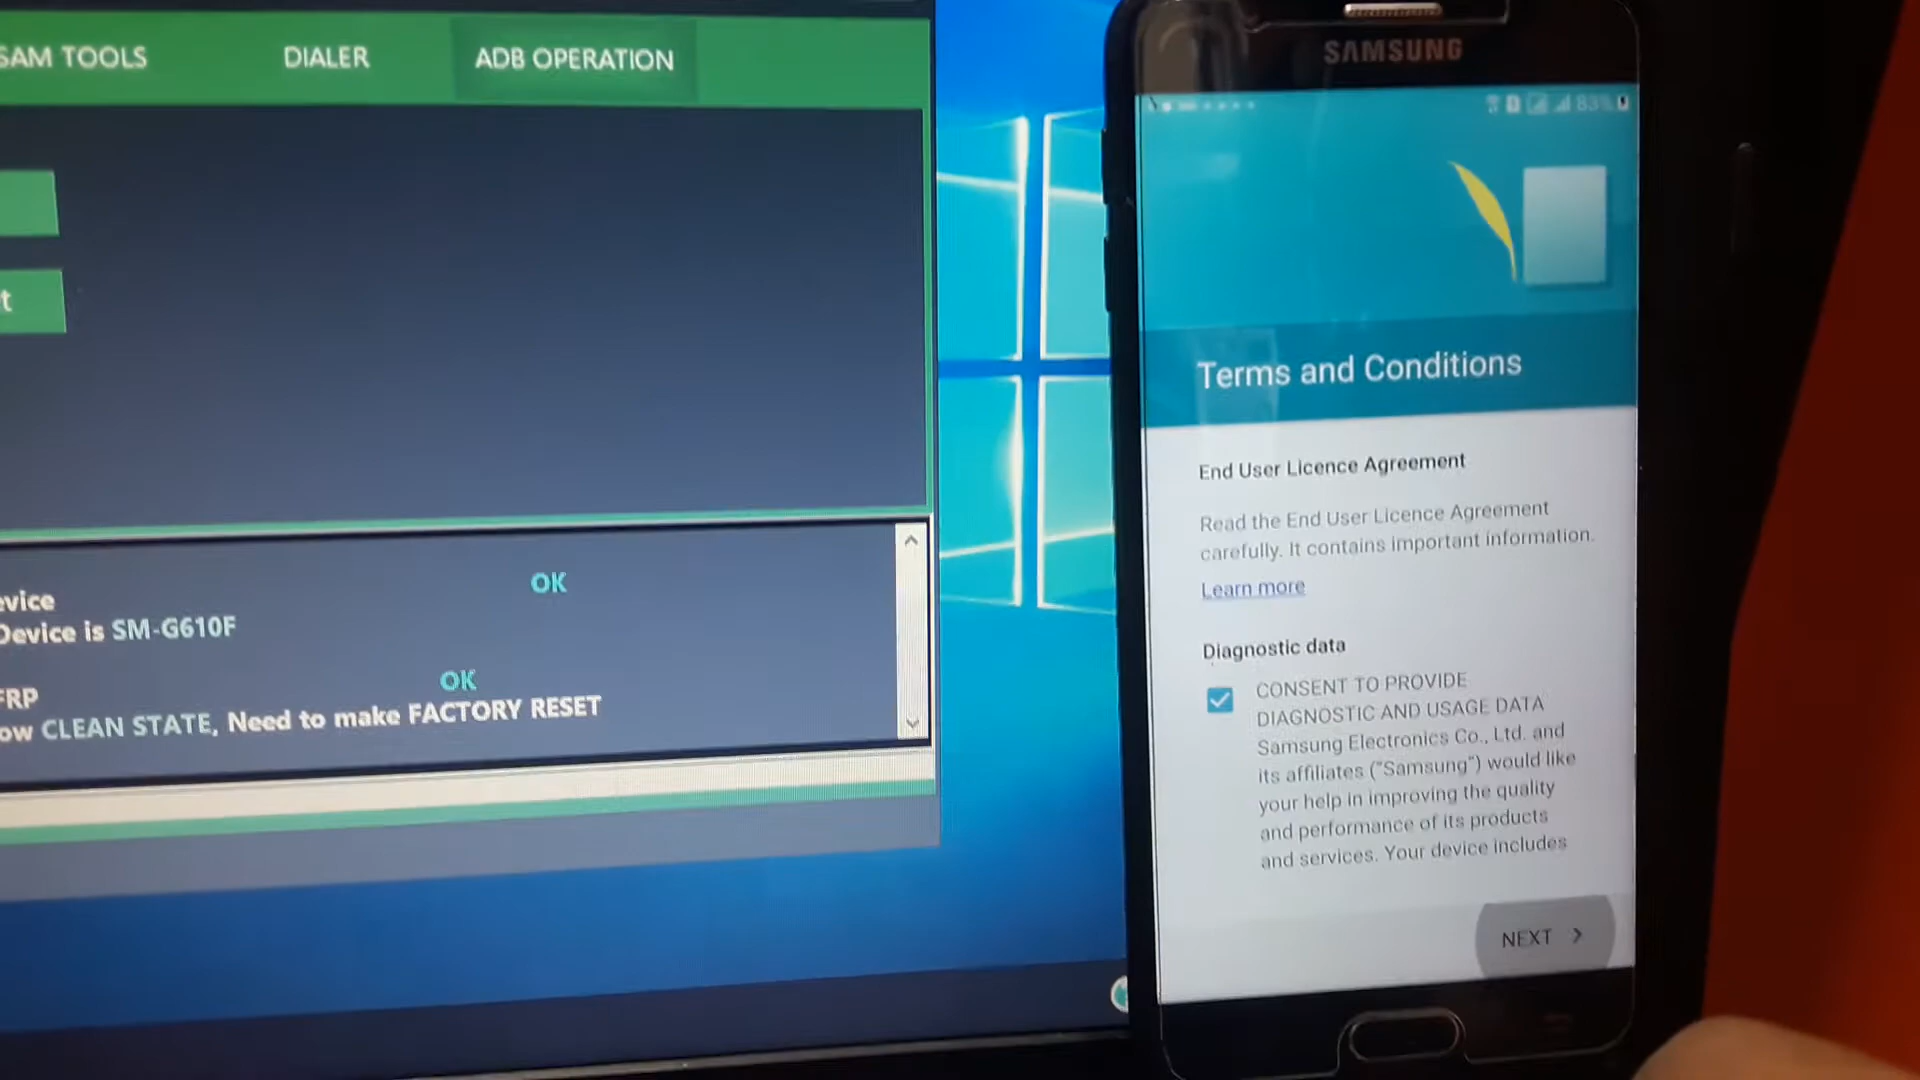 SAM TOOLS
DIALER
ADB OPERATION
t
evice OK
Device is SM-G610F
FRP OK
ow CLEAN STATE, Need to make FACTORY RESET
SAMSUNG
83%
Terms and Conditions
End User Licence Agreement
Read the End User Licence Agreement
carefully. It contains important information.
Learn more
Diagnostic data
CONSENT TO PROVIDE
DIAGNOSTIC AND USAGE DATA
Samsung Electronics Co., Ltd. and
its affiliates ("Samsung") would like
your help in improving the quality
and performance of its products
and services. Your device includes
NEXT >